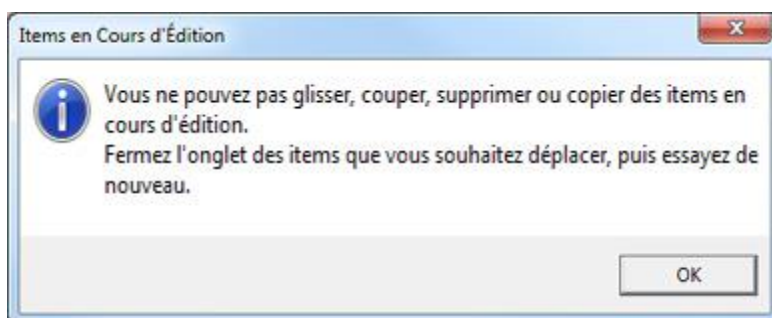 Items en Cours d'Édition
Vous ne pouvez pas glisser, couper, supprimer ou copier des items en
cours d'édition.
Fermez l'onglet des items que vous souhaitez déplacer, puis essayez de
nouveau.
OK